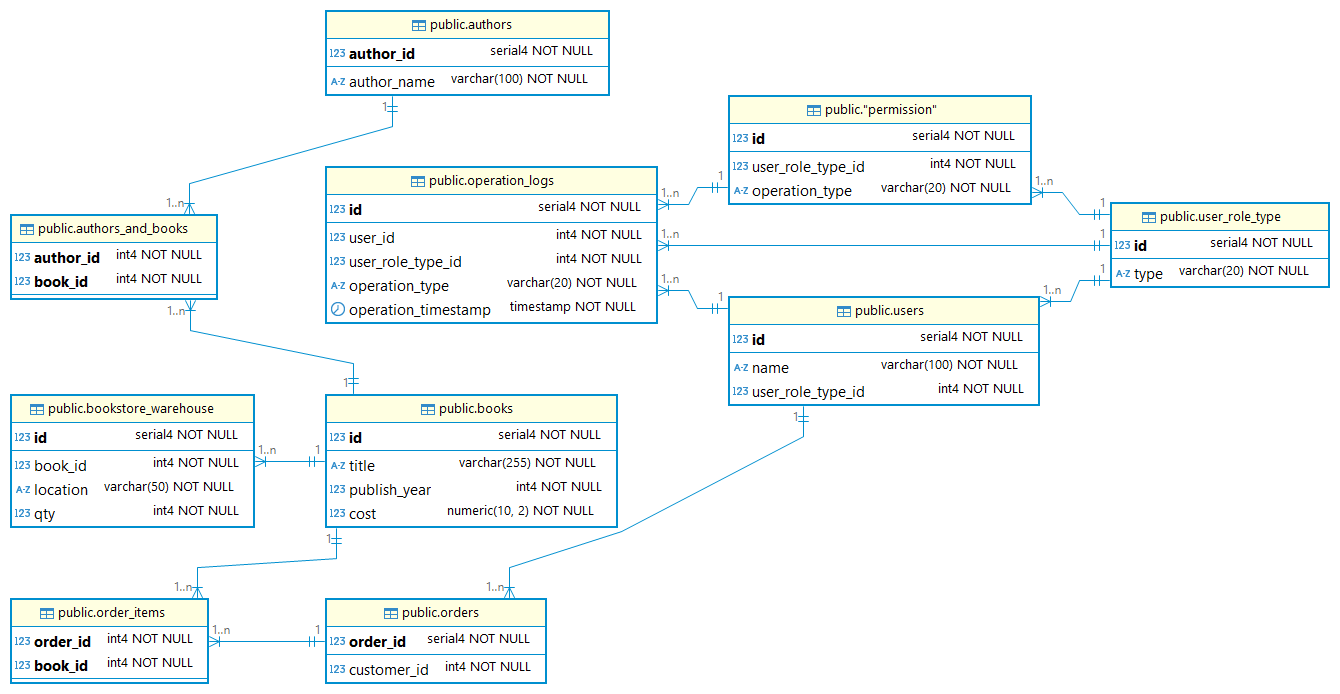 public.authors
123 author_id serial4 NOT NULL
A-Z author_name varchar(100) NOT NULL
1
1..n
public.authors_and_books
123 author_id int4 NOT NULL
123 book_id int4 NOT NULL
1..n
1
public.operation_logs
123 id serial4 NOT NULL
123 user_id int4 NOT NULL
123 user_role_type_id int4 NOT NULL
A-Z operation_type varchar(20) NOT NULL
operation_timestamp timestamp NOT NULL
1..n
1
1..n
1
1..n
1
public."permission"
123 id serial4 NOT NULL
123 user_role_type_id int4 NOT NULL
A-Z operation_type varchar(20) NOT NULL
1..n
1
public.user_role_type
123 id serial4 NOT NULL
A-Z type varchar(20) NOT NULL
1
1..n
public.users
123 id serial4 NOT NULL
A-Z name varchar(100) NOT NULL
123 user_role_type_id int4 NOT NULL
1
public.bookstore_warehouse
123 id serial4 NOT NULL
123 book_id int4 NOT NULL
A-Z location varchar(50) NOT NULL
123 qty int4 NOT NULL
1..n
1
public.books
123 id serial4 NOT NULL
A-Z title varchar(255) NOT NULL
123 publish_year int4 NOT NULL
123 cost numeric(10, 2) NOT NULL
1
1..n
1..n
public.order_items
123 order_id int4 NOT NULL
123 book_id int4 NOT NULL
1..n
1
public.orders
123 order_id serial4 NOT NULL
123 customer_id int4 NOT NULL